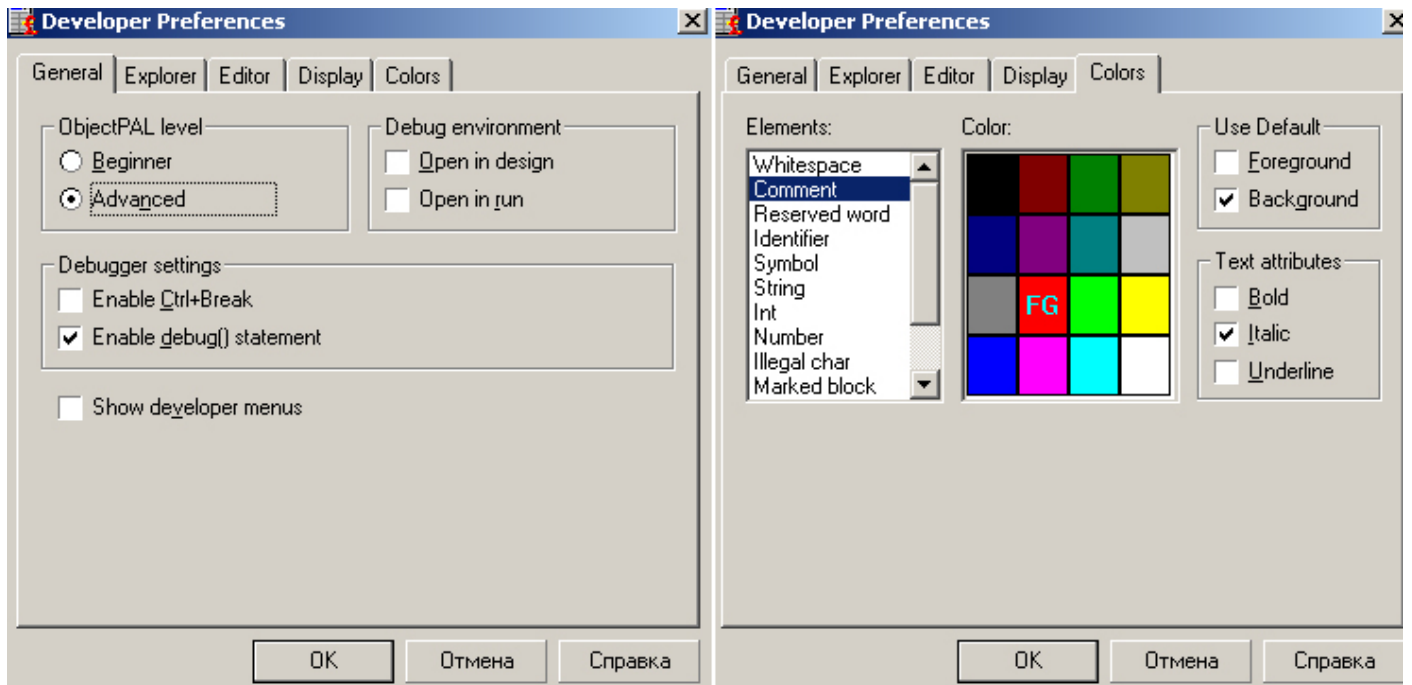 Developer Preferences
General Explorer Editor Display Colors
ObjectPAL level
Beginner
Advanced
Debug environment
Open in design
Open in run
Debugger settings
Enable Ctrl+Break
Enable debug() statement
Show developer menus
OK Отмена Справка
Developer Preferences
General Explorer Editor Display Colors
Elements:
Whitespace
Comment
Reserved word
Identifier
Symbol
String
Int
Number
Illegal char
Marked block
Color:
FG
Use Default
Foreground
Background
Text attributes
Bold
Italic
Underline
OK Отмена Справка